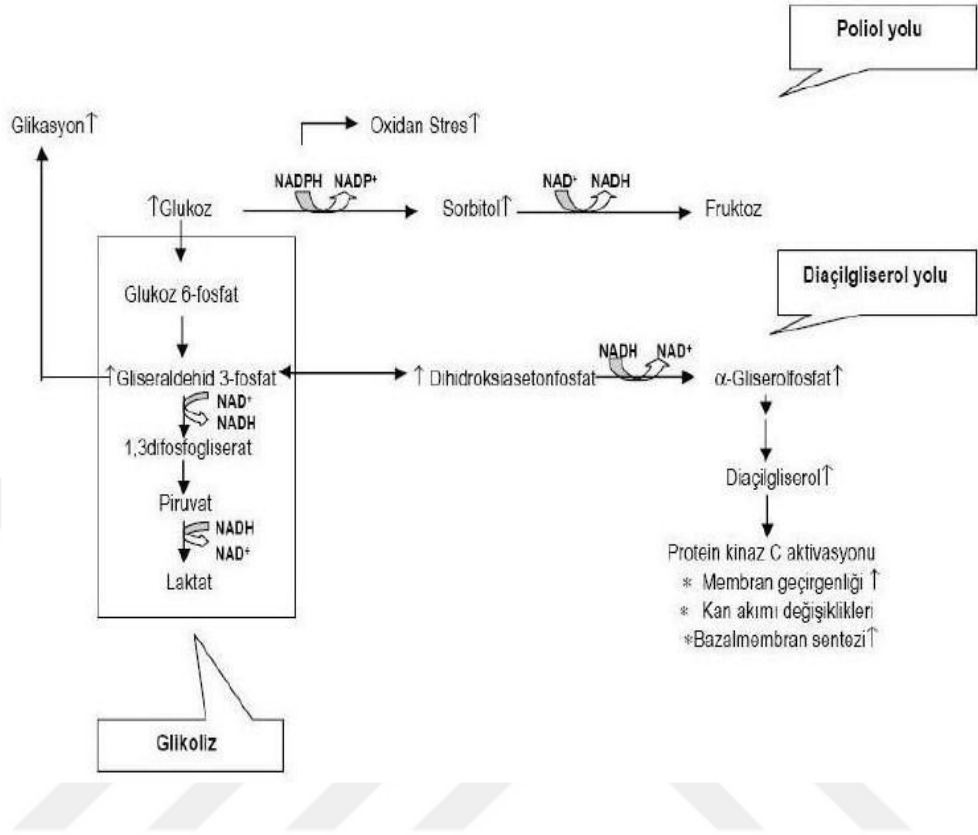 Poliol yolu
Glikasyon↑
Oxidan Stres↑
NADPH NADP+
NAD+ NADH
↑Glukoz
Sorbitol↑
Fruktoz
Diaçilgliserol yolu
Glukoz 6-fosfat
NADH NAD+
↑Gliseraldehid 3-fosfat
↑ Dihidroksiasetonfosfat
α-Gliserolfosfat↑
NAD+
NADH
1,3difosfogliserat
Diaçilgliserol↑
Piruvat
NADH
NAD+
Laktat
Protein kinaz C aktivasyonu
* Membran geçirgenliği ↑
* Kan akımı değişiklikleri
*Bazalmembran sentezi↑
Glikoliz